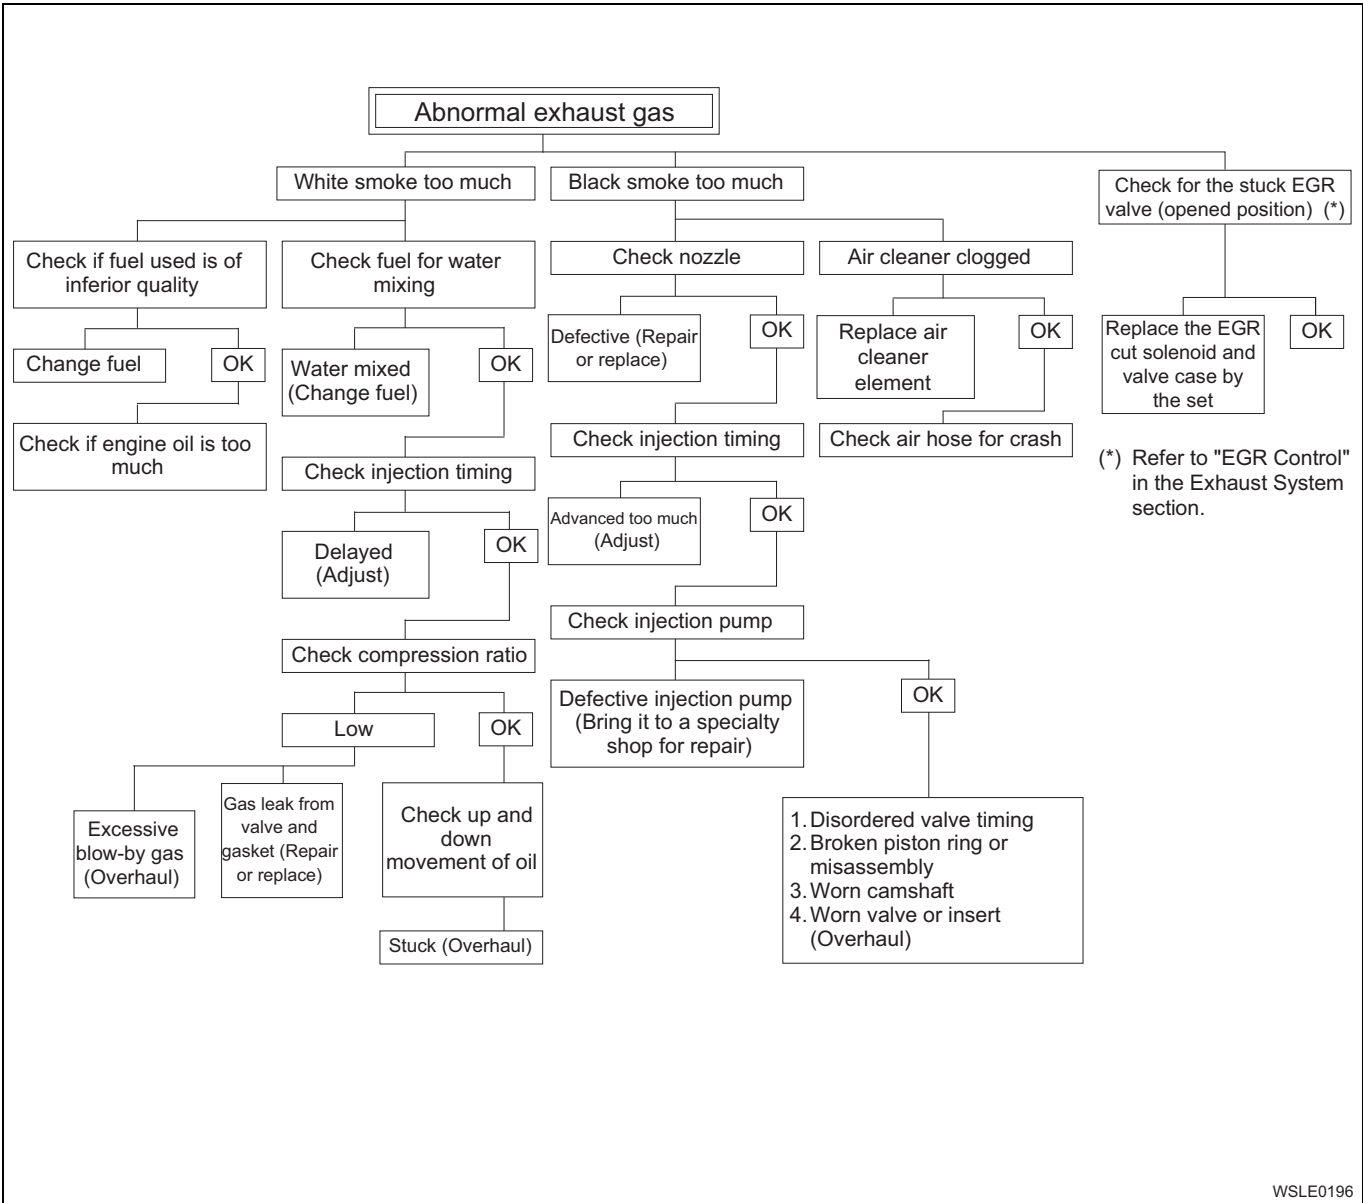 Abnormal exhaust gas
White smoke too much
Black smoke too much
Check for the stuck EGR
valve (opened position) (*)
Check if fuel used is of
inferior quality
Check fuel for water
mixing
Check nozzle
Air cleaner clogged
Change fuel
OK
Water mixed
(Change fuel)
OK
Defective (Repair
or replace)
OK
Replace air
cleaner
element
OK
Replace the EGR
cut solenoid and
valve case by
the set
OK
Check if engine oil is too
much
Check injection timing
Check injection timing
Check air hose for crash
(*) Refer to "EGR Control"
in the Exhaust System
section.
Delayed
(Adjust)
OK
Advanced too much
(Adjust)
OK
Check compression ratio
Check injection pump
Low
OK
Defective injection pump
(Bring it to a specialty
shop for repair)
OK
Excessive
blow-by gas
(Overhaul)
Gas leak from
valve and
gasket (Repair
or replace)
Check up and
down
movement of oil
1. Disordered valve timing
2. Broken piston ring or
misassembly
3. Worn camshaft
4. Worn valve or insert
(Overhaul)
Stuck (Overhaul)
WSLE0196